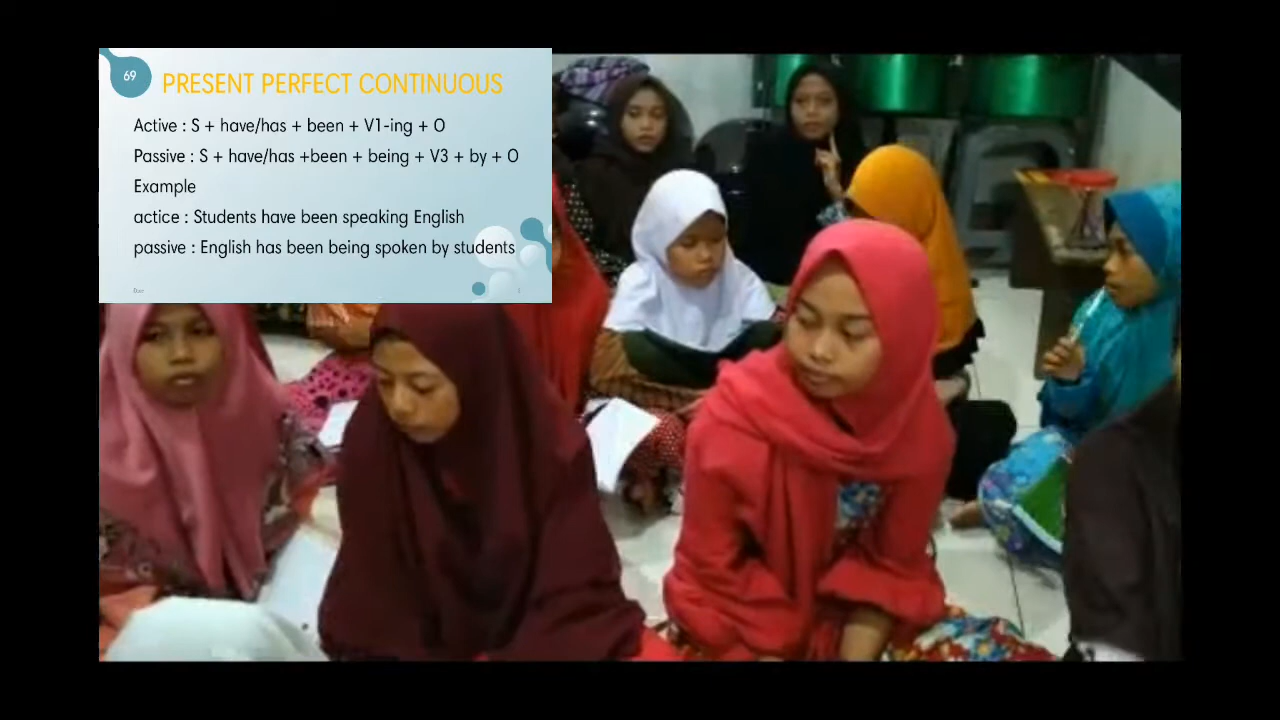 69
PRESENT PERFECT CONTINUOUS
Active : S + have/has + been + V1-ing + O
Passive : S + have/has +been + being + V3 + by + O
Example
actice : Students have been speaking English
passive : English has been being spoken by students
Date